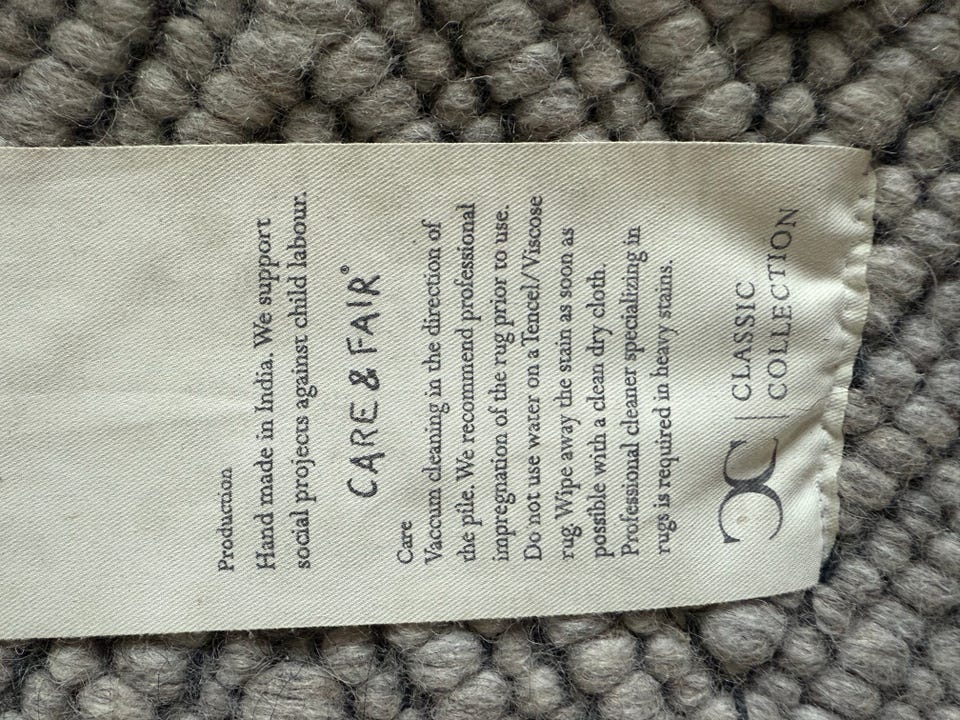 Production
Hand made in India. We support
social projects against child labour.
CARE & FAIR®
Care
Vaccum cleaning in the direction of
the pile. We recommend professional
impregnation of the rug prior to use.
Do not use water on a Tencel/Viscose
rug. Wipe away the stain as soon as
possible with a clean dry cloth.
Professional cleaner specializing in
rugs is required in heavy stains.
CC | CLASSIC
COLLECTION